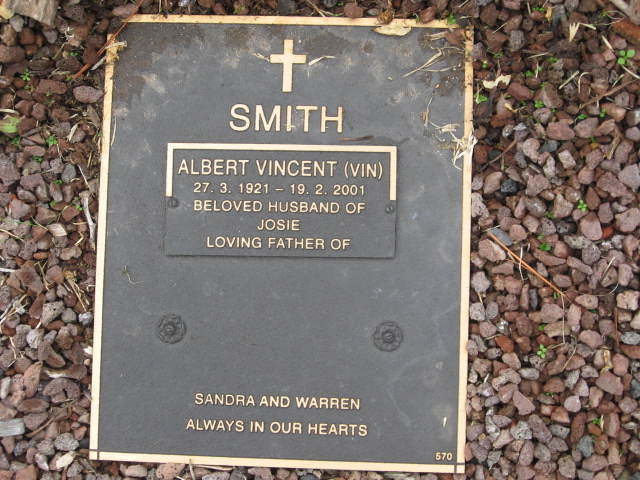 SMITH
ALBERT VINCENT (VIN)
27. 3. 1921 – 19. 2. 2001
BELOVED HUSBAND OF
JOSIE
LOVING FATHER OF
SANDRA AND WARREN
ALWAYS IN OUR HEARTS
570